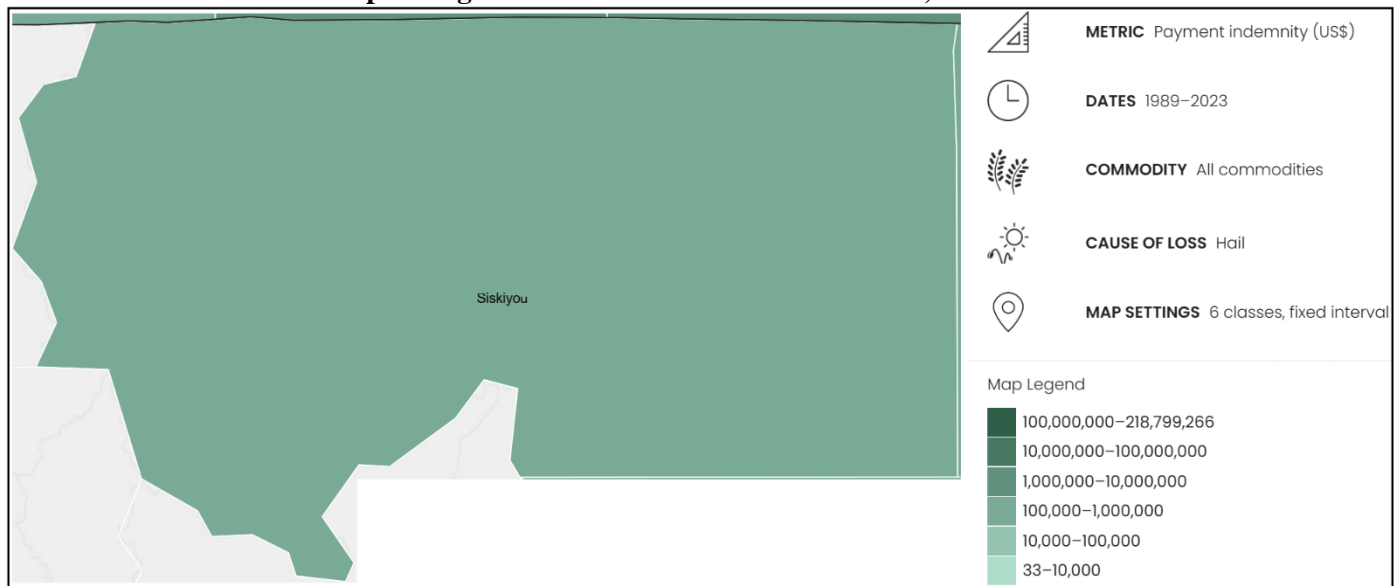 METRIC Payment indemnity (US$)
DATES 1989–2023
COMMODITY All commodities
CAUSE OF LOSS Hail
MAP SETTINGS 6 classes, fixed interval
Siskiyou
Map Legend
100,000,000–218,799,266
10,000,000–100,000,000
1,000,000–10,000,000
100,000–1,000,000
10,000–100,000
33–10,000